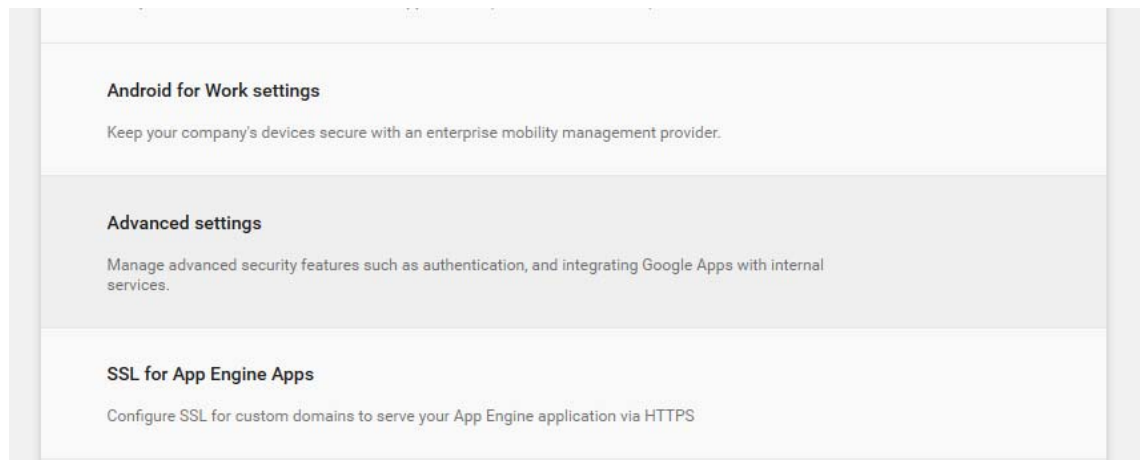 Android for Work settings
Keep your company's devices secure with an enterprise mobility management provider.
Advanced settings
Manage advanced security features such as authentication, and integrating Google Apps with internal
services.
SSL for App Engine Apps
Configure SSL for custom domains to serve your App Engine application via HTTPS